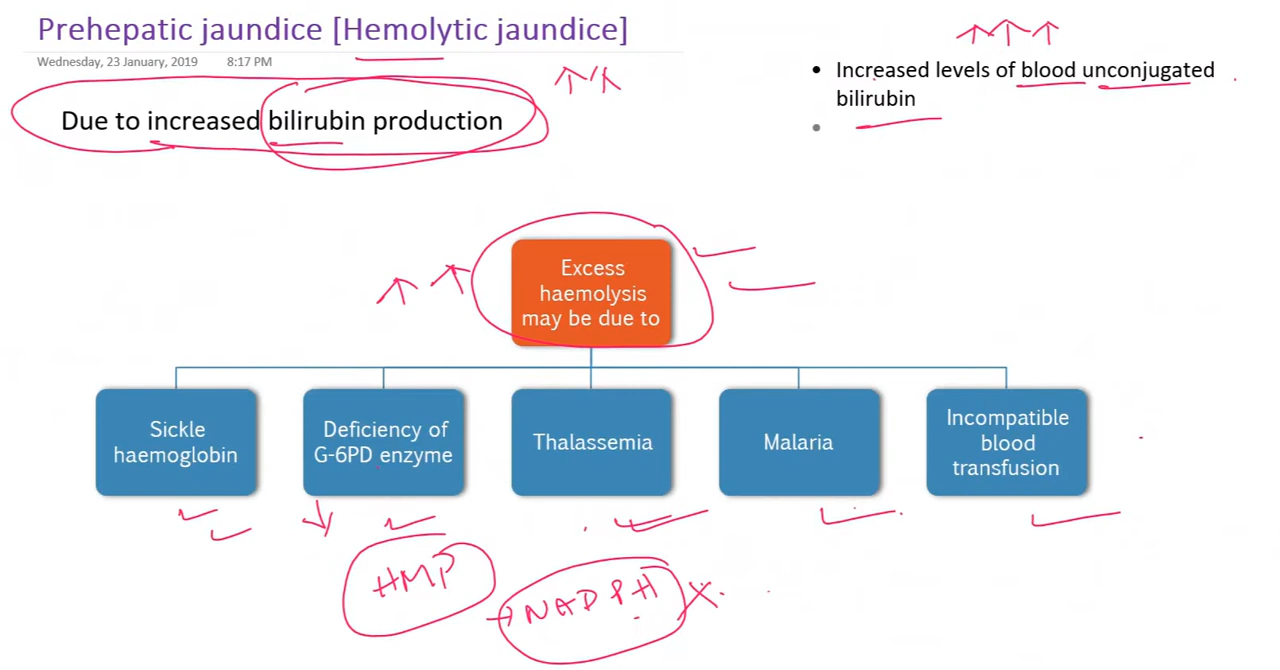 Prehepatic jaundice [Hemolytic jaundice]
Wednesday, 23 January, 2019 8:17 PM
Due to increased bilirubin production
• Increased levels of blood unconjugated
bilirubin
•
Excess
haemolysis
may be due to
Sickle
haemoglobin
Deficiency of
G-6PD enzyme
Thalassemia
Malaria
Incompatible
blood
transfusion
HMP
NADPH